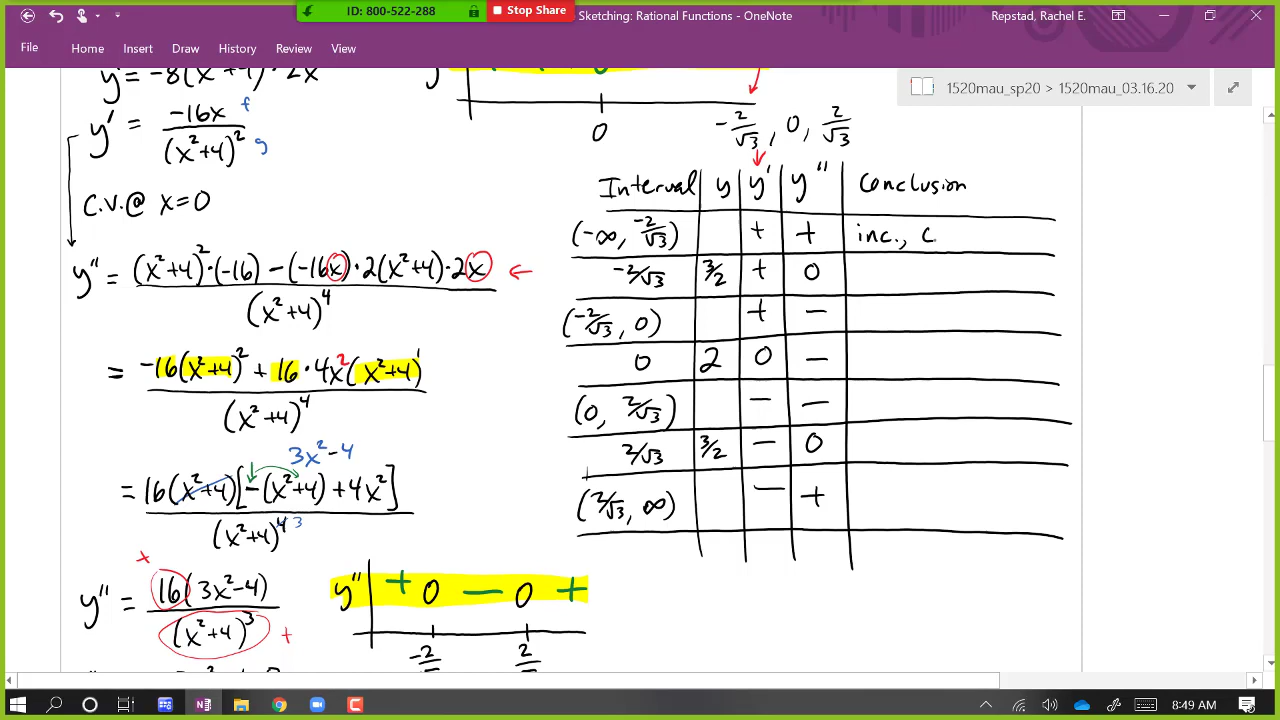 ID: 800-522-288
Stop Share
Sketching: Rational Functions - OneNote
Repstad, Rachel E.
File
Home Insert Draw History Review View
1520mau_sp20 > 1520mau_03.16.20
y' = -8(x²+4)·2x
y' = -16x / (x²+4)²
f
g
C.V.@ x=0
y'' = (x²+4)²·(-16) - (-16x)·2(x²+4)·2x / (x²+4)⁴ ←
= -16(x²+4)² + 16·4x²(x²+4)¹ / (x²+4)⁴
3x²-4
= 16(x²+4)[-(x²+4)+4x²] / (x²+4)⁴ 3
+
y'' = 16(3x²-4) / (x²+4)³
+
y'' + 0 — 0 +
-2 2
0
-2/√3, 0, 2/√3
Interval y y' y'' Conclusion
(-∞, -2/√3) + + inc., c
-2/√3 3/2 + 0
(-2/√3, 0) + —
0 2 0 —
(0, 2/√3) — —
2/√3 3/2 — 0
(2/√3, ∞) — +
8:49 AM